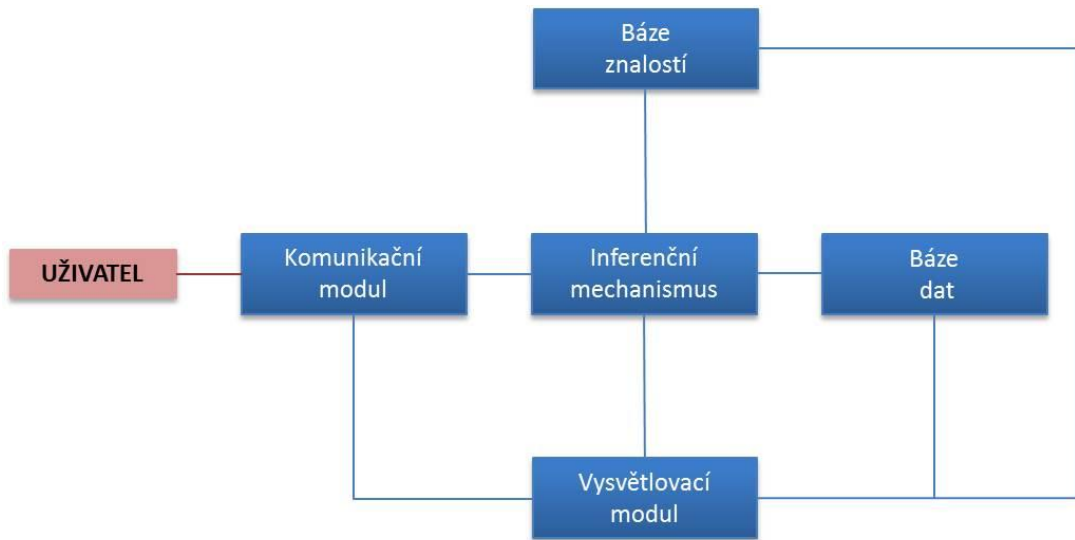 Báze
znalostí
UŽIVATEL
Komunikační
modul
Inferenční
mechanismus
Báze
dat
Vysvětlovací
modul